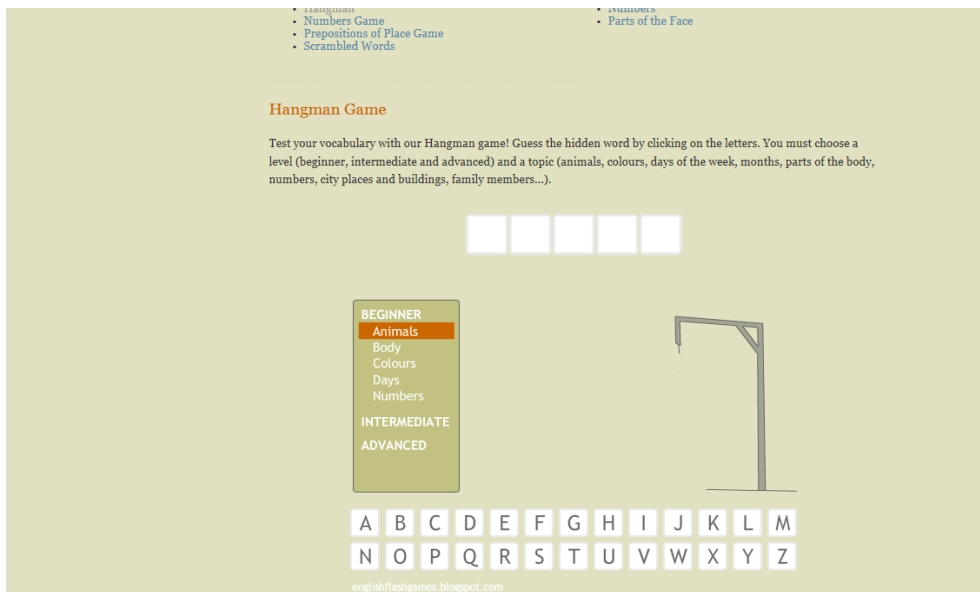 Hangman
Numbers
Numbers Game
Parts of the Face
Prepositions of Place Game
Scrambled Words
Hangman Game
Test your vocabulary with our Hangman game! Guess the hidden word by clicking on the letters. You must choose a
level (beginner, intermediate and advanced) and a topic (animals, colours, days of the week, months, parts of the body,
numbers, city places and buildings, family members...).
BEGINNER
Animals
Body
Colours
Days
Numbers
INTERMEDIATE
ADVANCED
A B C D E F G H I J K L M
N O P Q R S T U V W X Y Z
englishflashgames.blogspot.com